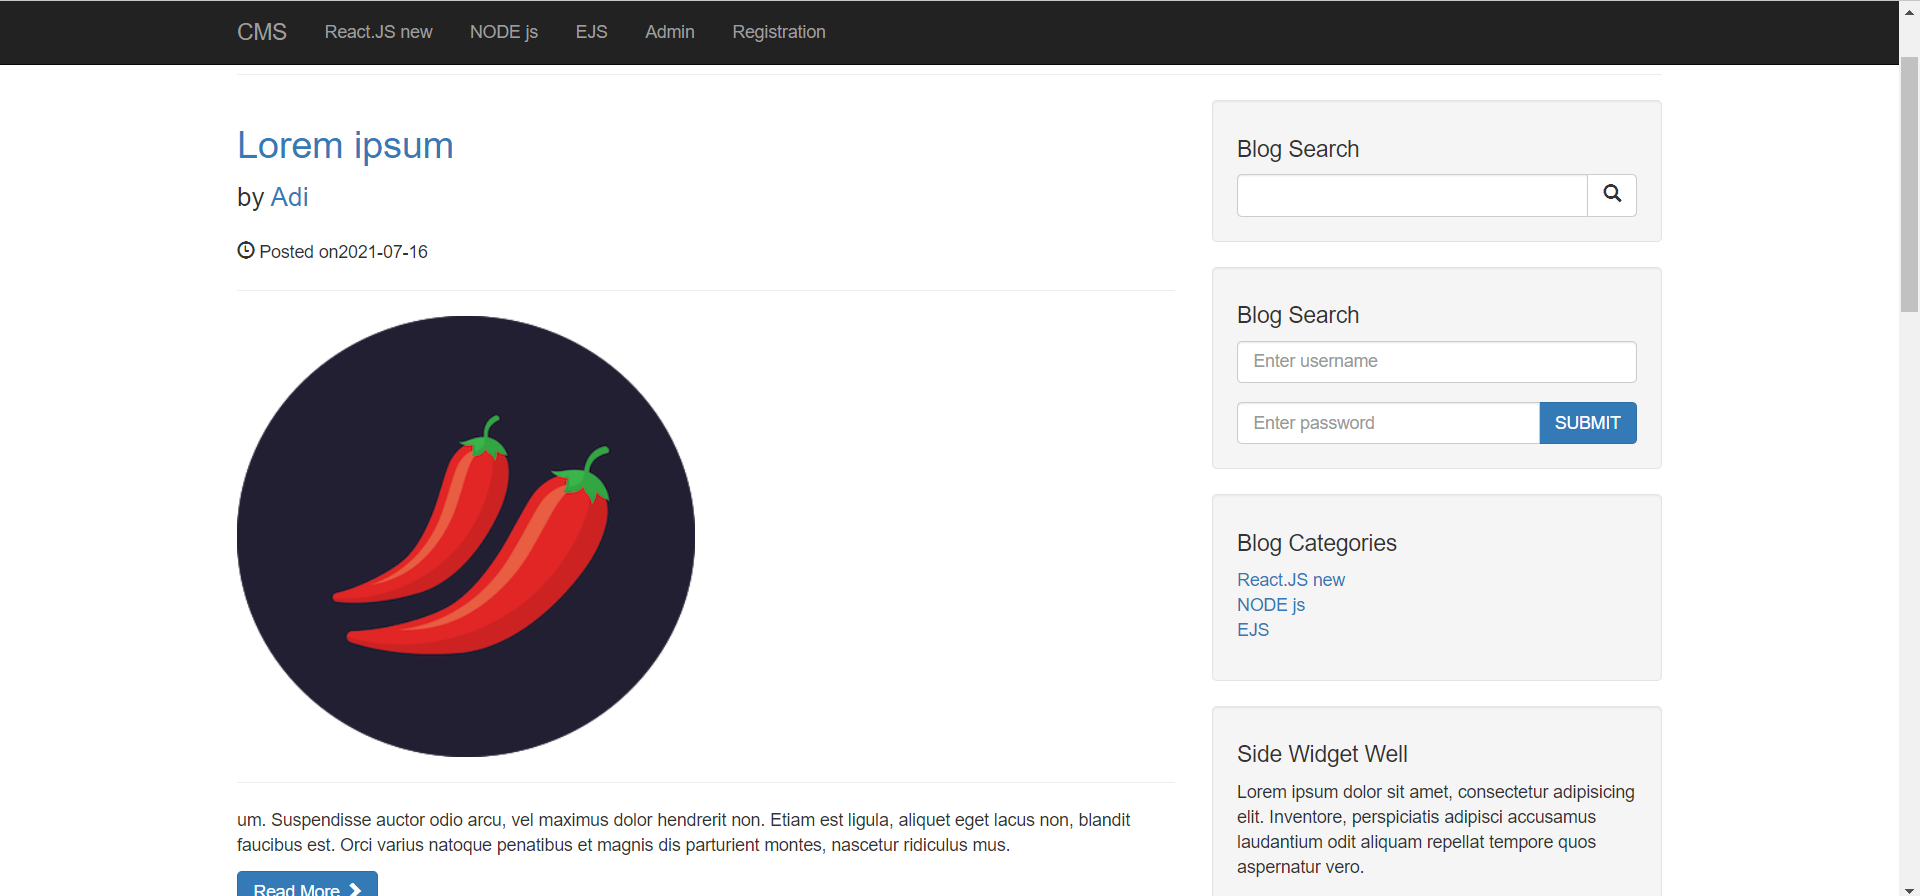 CMS React.JS new NODE js EJS Admin Registration
Lorem ipsum
by Adi
Posted on2021-07-16
um. Suspendisse auctor odio arcu, vel maximus dolor hendrerit non. Etiam est ligula, aliquet eget lacus non, blandit
faucibus est. Orci varius natoque penatibus et magnis dis parturient montes, nascetur ridiculus mus.
Read More
Blog Search
Blog Search
Enter username
Enter password SUBMIT
Blog Categories
React.JS new
NODE js
EJS
Side Widget Well
Lorem ipsum dolor sit amet, consectetur adipisicing
elit. Inventore, perspiciatis adipisci accusamus
laudantium odit aliquam repellat tempore quos
aspernatur vero.